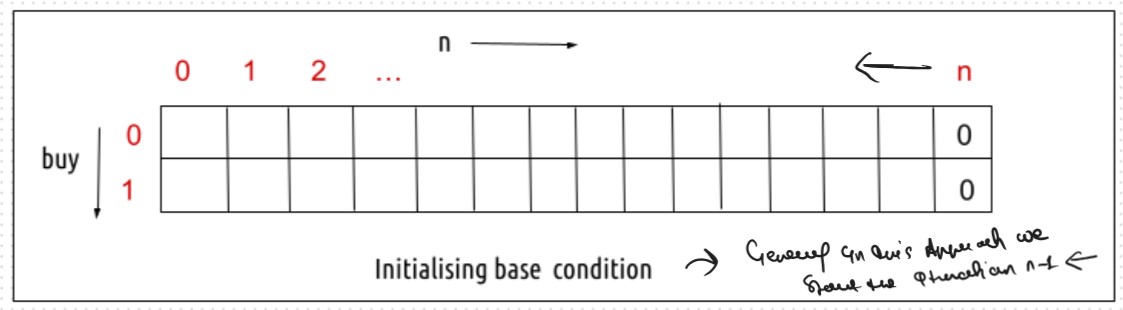 n
0 1 2 ... n
0 0
buy
1 0
Initialising base condition
General in this Approach we
Start the iteration n-1